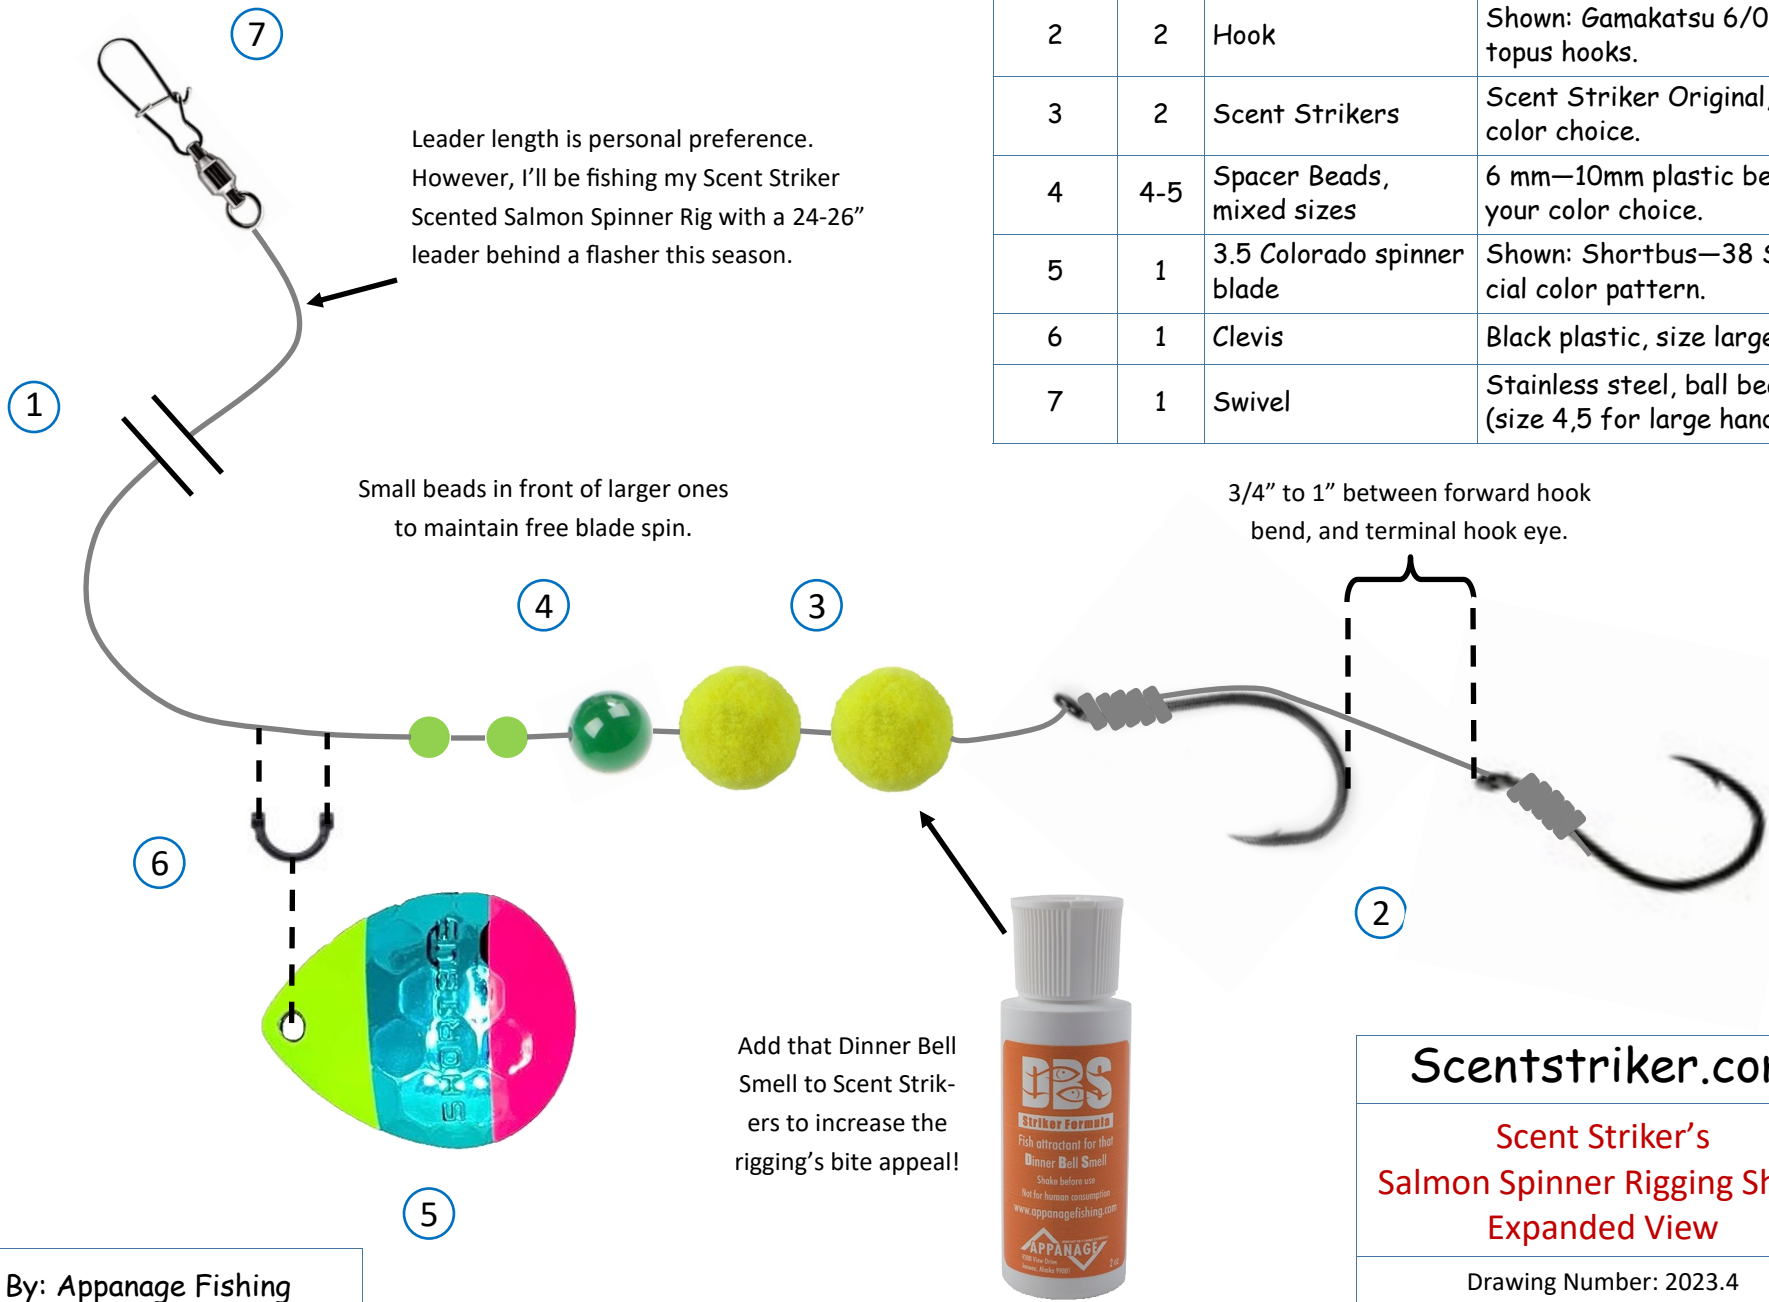 7
Leader length is personal preference.
However, I’ll be fishing my Scent Striker
Scented Salmon Spinner Rig with a 24-26”
leader behind a flasher this season.
2 2 Hook Shown: Gamakatsu 6/0
topus hooks.
3 2 Scent Strikers Scent Striker Original,
color choice.
4 4-5 Spacer Beads,
mixed sizes
6 mm—10mm plastic be
your color choice.
5 1 3.5 Colorado spinner
blade
Shown: Shortbus—38 S
cial color pattern.
6 1 Clevis Black plastic, size large
7 1 Swivel Stainless steel, ball bea
(size 4,5 for large hand
1
Small beads in front of larger ones
to maintain free blade spin.
3/4” to 1” between forward hook
bend, and terminal hook eye.
4
3
6
2
SHORTBUS
5
Add that Dinner Bell
Smell to Scent Strik-
ers to increase the
rigging’s bite appeal!
DBS
Striker Formula
Fish attractant for that
Dinner Bell Smell
Shake before use
Not for human consumption
www.appanagefishing.com
APPANAGE
Juneau, Alaska 99801
2 oz
Scentstriker.co
Scent Striker’s
Salmon Spinner Rigging Sh
Expanded View
Drawing Number: 2023.4
By: Appanage Fishing